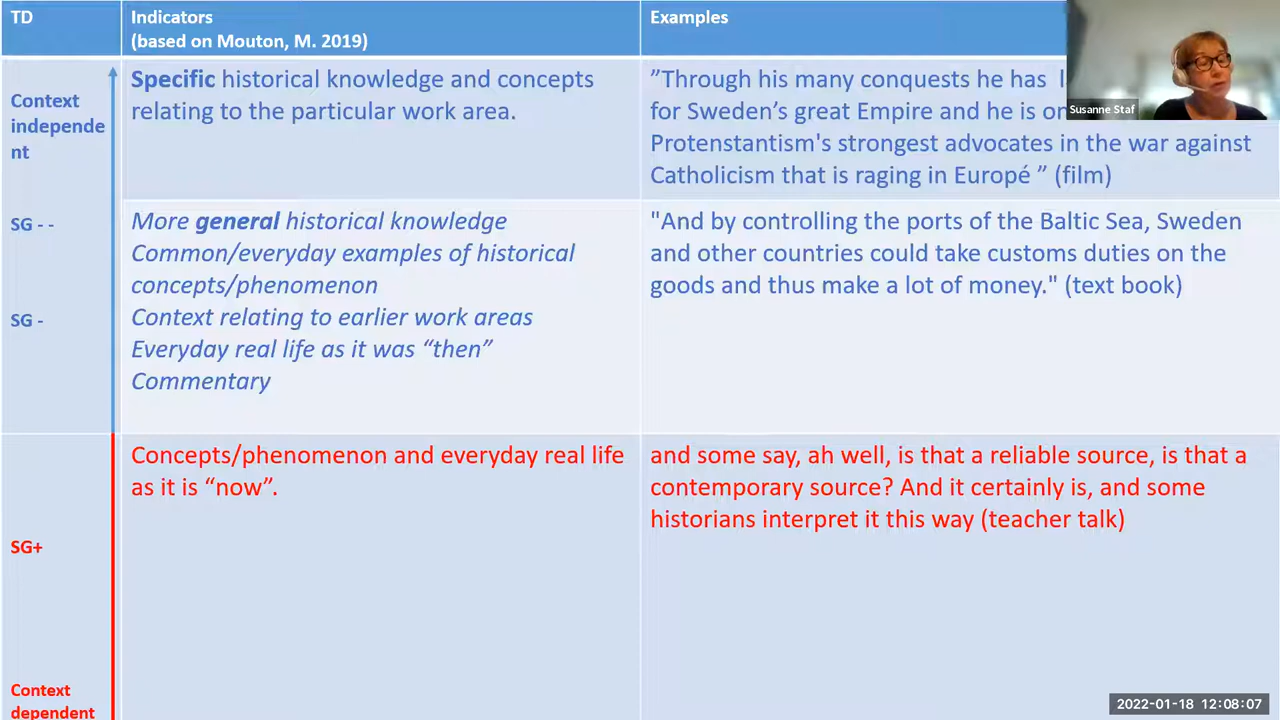 TD
Indicators
(based on Mouton, M. 2019)
Examples
Context
independe
nt
Specific historical knowledge and concepts
relating to the particular work area.
”Through his many conquests he has
for Sweden’s great Empire and he is
Protenstantism's strongest advocates in the war against
Catholicism that is raging in Europé ” (film)
Susanne Staf
SG - -
SG -
More general historical knowledge
Common/everyday examples of historical
concepts/phenomenon
Context relating to earlier work areas
Everyday real life as it was “then”
Commentary
"And by controlling the ports of the Baltic Sea, Sweden
and other countries could take customs duties on the
goods and thus make a lot of money." (text book)
SG+
Context
dependent
Concepts/phenomenon and everyday real life
as it is “now”.
and some say, ah well, is that a reliable source, is that a
contemporary source? And it certainly is, and some
historians interpret it this way (teacher talk)
2022-01-18 12:08:07